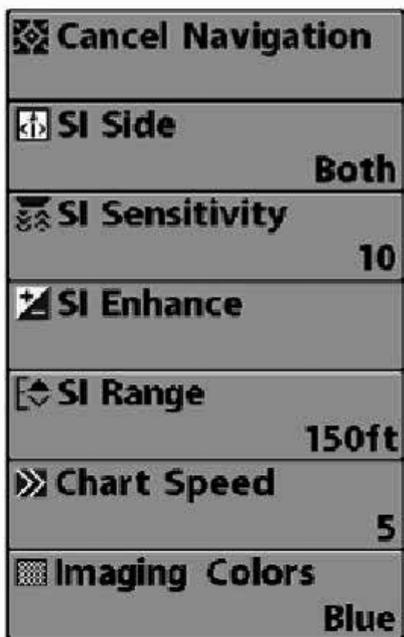 Cancel Navigation
SI Side
Both
SI Sensitivity
10
SI Enhance
SI Range
150ft
Chart Speed
5
Imaging Colors
Blue